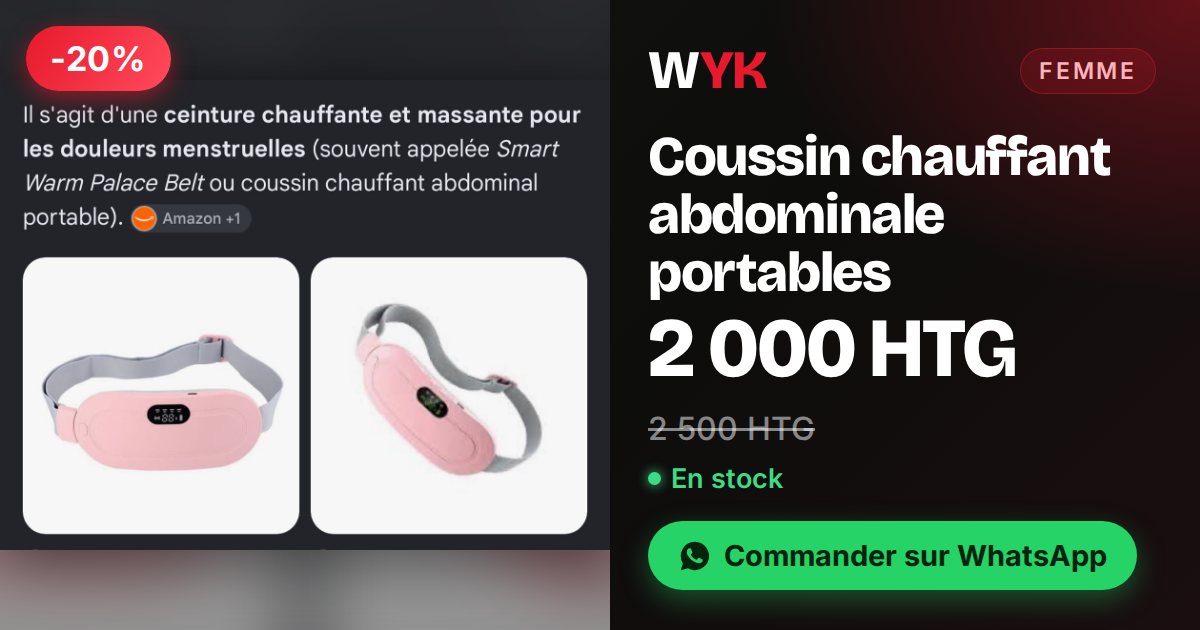 -20%
Il s'agit d'une ceinture chauffante et massante pour
les douleurs menstruelles (souvent appelée Smart
Warm Palace Belt ou coussin chauffant abdominal
portable). Amazon +1
WYK
FEMME
Coussin chauffant
abdominale
portables
2 000 HTG
2 500 HTG
En stock
Commander sur WhatsApp